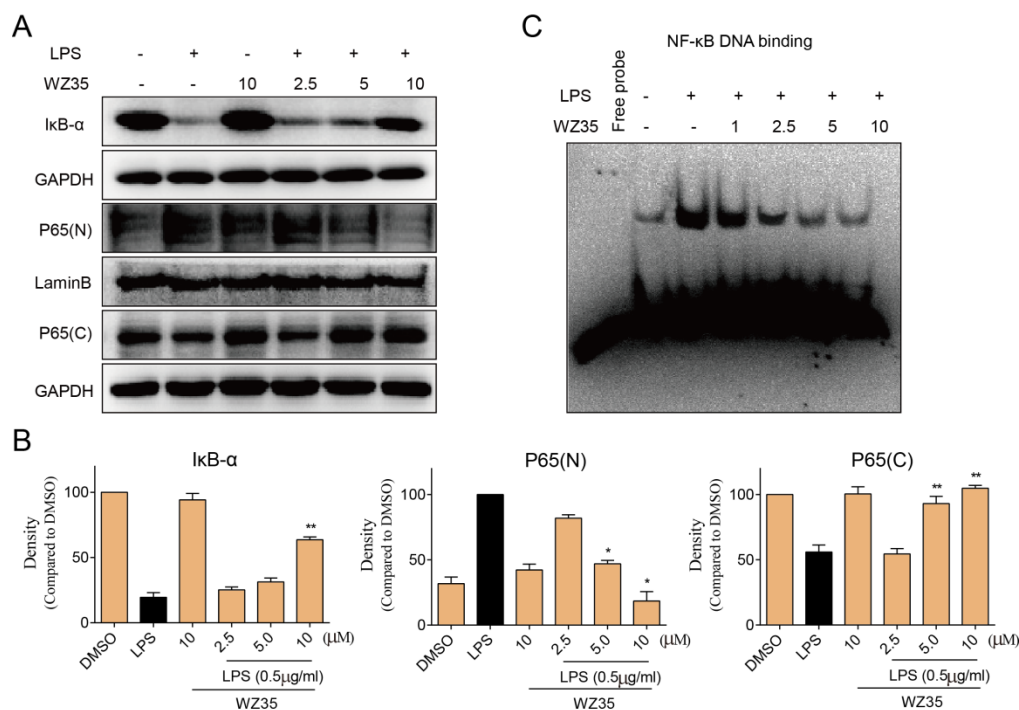 A
LPS - + - + + +
WZ35 - - 10 2.5 5 10
IκB-α
GAPDH
P65(N)
LaminB
P65(C)
GAPDH
C
NF-κB DNA binding
Free probe
LPS - + + + + +
WZ35 - - 1 2.5 5 10
B
IκB-α
Density
(Compared to DMSO)
100
50
0
**
DMSO LPS 10 2.5 5.0 10 (μM)
LPS (0.5μg/ml)
WZ35
P65(N)
Density
(Compared to DMSO)
100
50
0
* *
DMSO LPS 10 2.5 5.0 10 (μM)
LPS (0.5μg/ml)
WZ35
P65(C)
Density
(Compared to DMSO)
100
50
0
** **
DMSO LPS 10 2.5 5.0 10 (μM)
LPS (0.5μg/ml)
WZ35